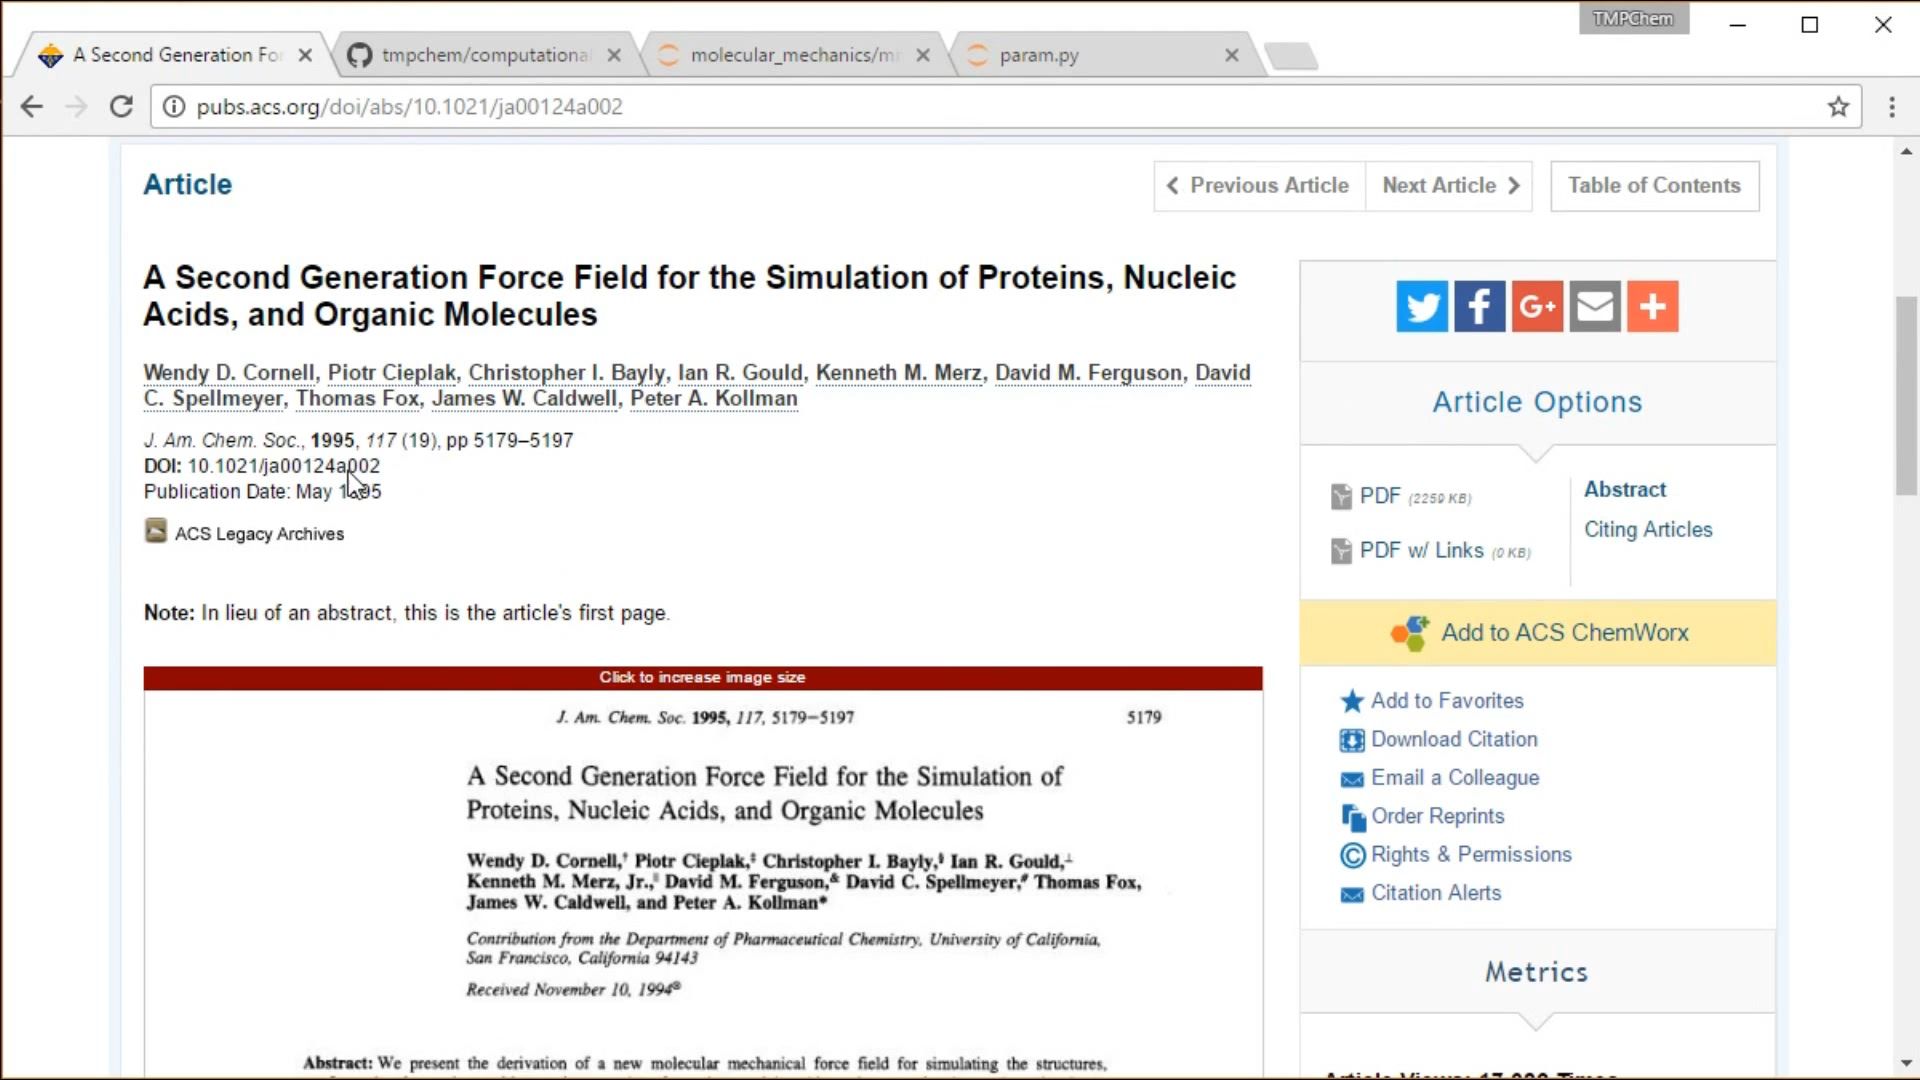 TMPChem
A Second Generation For
tmpchem/computational
molecular_mechanics/m
param.py
pubs.acs.org/doi/abs/10.1021/ja00124a002
Article
Previous Article
Next Article
Table of Contents
A Second Generation Force Field for the Simulation of Proteins, Nucleic
Acids, and Organic Molecules
Wendy D. Cornell, Piotr Cieplak, Christopher I. Bayly, Ian R. Gould, Kenneth M. Merz, David M. Ferguson, David
C. Spellmeyer, Thomas Fox, James W. Caldwell, Peter A. Kollman
J. Am. Chem. Soc., 1995, 117 (19), pp 5179–5197
DOI: 10.1021/ja00124a002
Publication Date: May 1995
ACS Legacy Archives
Note: In lieu of an abstract, this is the article's first page.
Click to increase image size
J. Am. Chem. Soc. 1995, 117, 5179–5197
5179
A Second Generation Force Field for the Simulation of
Proteins, Nucleic Acids, and Organic Molecules
Wendy D. Cornell,† Piotr Cieplak,‡ Christopher I. Bayly,§ Ian R. Gould,⊥
Kenneth M. Merz, Jr.,∥ David M. Ferguson,& David C. Spellmeyer,# Thomas Fox,
James W. Caldwell, and Peter A. Kollman*
Contribution from the Department of Pharmaceutical Chemistry, University of California,
San Francisco, California 94143
Received November 10, 1994⊗
Abstract: We present the derivation of a new molecular mechanical force field for simulating the structures,
G+
Article Options
PDF (2259 KB)
PDF w/ Links (0 KB)
Abstract
Citing Articles
Add to ACS ChemWorx
Add to Favorites
Download Citation
Email a Colleague
Order Reprints
Rights & Permissions
Citation Alerts
Metrics